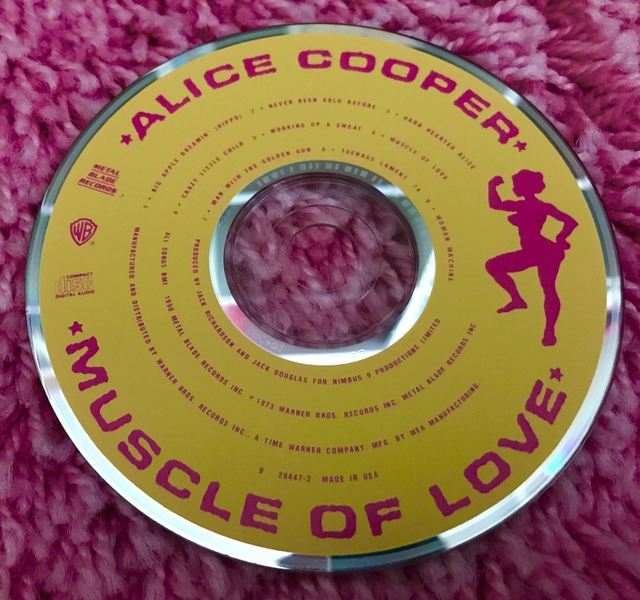 ★ALICE COOPER★
1 • BIG APPLE DREAMIN (HIPPO) 2 • NEVER BEEN SOLD BEFORE 3 • HARD HEARTED ALICE
4 • CRAZY LITTLE CHILD 5 • WORKING UP A SWEAT 6 • MUSCLE OF LOVE
7 • MAN WITH THE GOLDEN GUN 8 • TEENAGE LAMENT 74 9 • WOMAN MACHINE
METAL
BLADE
RECORDS
WB
COMPACT
disc
DIGITAL AUDIO
PRODUCED BY JACK RICHARDSON AND JACK DOUGLAS FOR NIMBUS 9 PRODUCTIONS LIMITED
ALL SONGS BMI 1990 METAL BLADE RECORDS INC ℗ 1973 WARNER BROS. RECORDS INC. METAL BLADE RECORDS INC
MANUFACTURED AND DISTRIBUTED BY WARNER BROS. RECORDS INC., A TIME WARNER COMPANY. MFG. BY WEA MANUFACTURING.
9 26447-2 MADE IN USA
★MUSCLE OF LOVE★